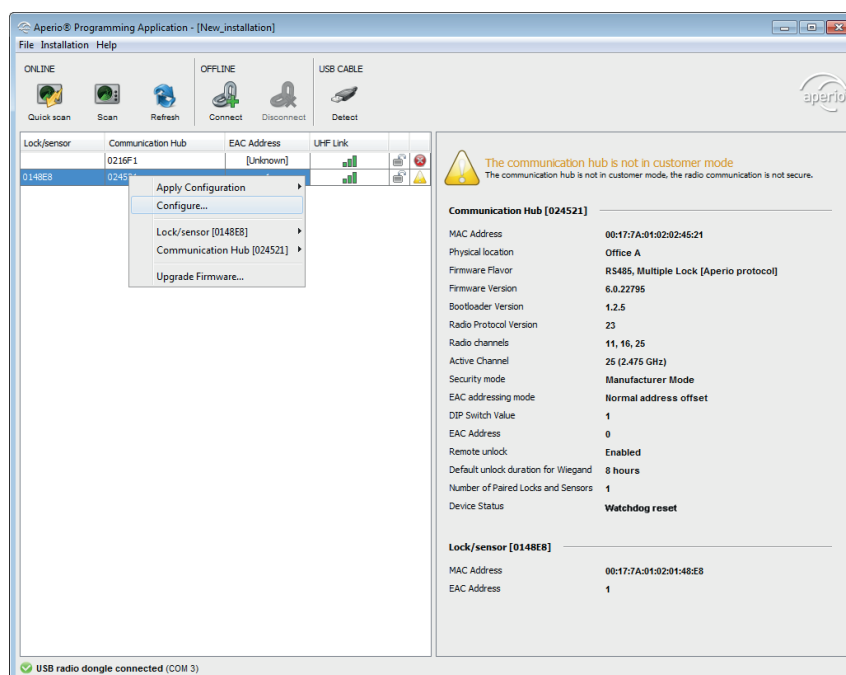 Aperio® Programming Application - [New_installation]
File Installation Help
ONLINE OFFLINE USB CABLE
Quick scan Scan Refresh Connect Disconnect Detect
aperio
Lock/sensor Communication Hub EAC Address UHF Link
0216F1 [Unknown]
0148E8
Apply Configuration
Configure...
Lock/sensor [0148E8]
Communication Hub [024521]
Upgrade Firmware...
The communication hub is not in customer mode
The communication hub is not in customer mode, the radio communication is not secure.
Communication Hub [024521]
MAC Address 00:17:7A:01:02:02:45:21
Physical location Office A
Firmware Flavor RS485, Multiple Lock [Aperio protocol]
Firmware Version 6.0.22795
Bootloader Version 1.2.5
Radio Protocol Version 23
Radio channels 11, 16, 25
Active Channel 25 (2.475 GHz)
Security mode Manufacturer Mode
EAC addressing mode Normal address offset
DIP Switch Value 1
EAC Address 0
Remote unlock Enabled
Default unlock duration for Wiegand 8 hours
Number of Paired Locks and Sensors 1
Device Status Watchdog reset
Lock/sensor [0148E8]
MAC Address 00:17:7A:01:02:01:48:E8
EAC Address 1
USB radio dongle connected (COM 3)